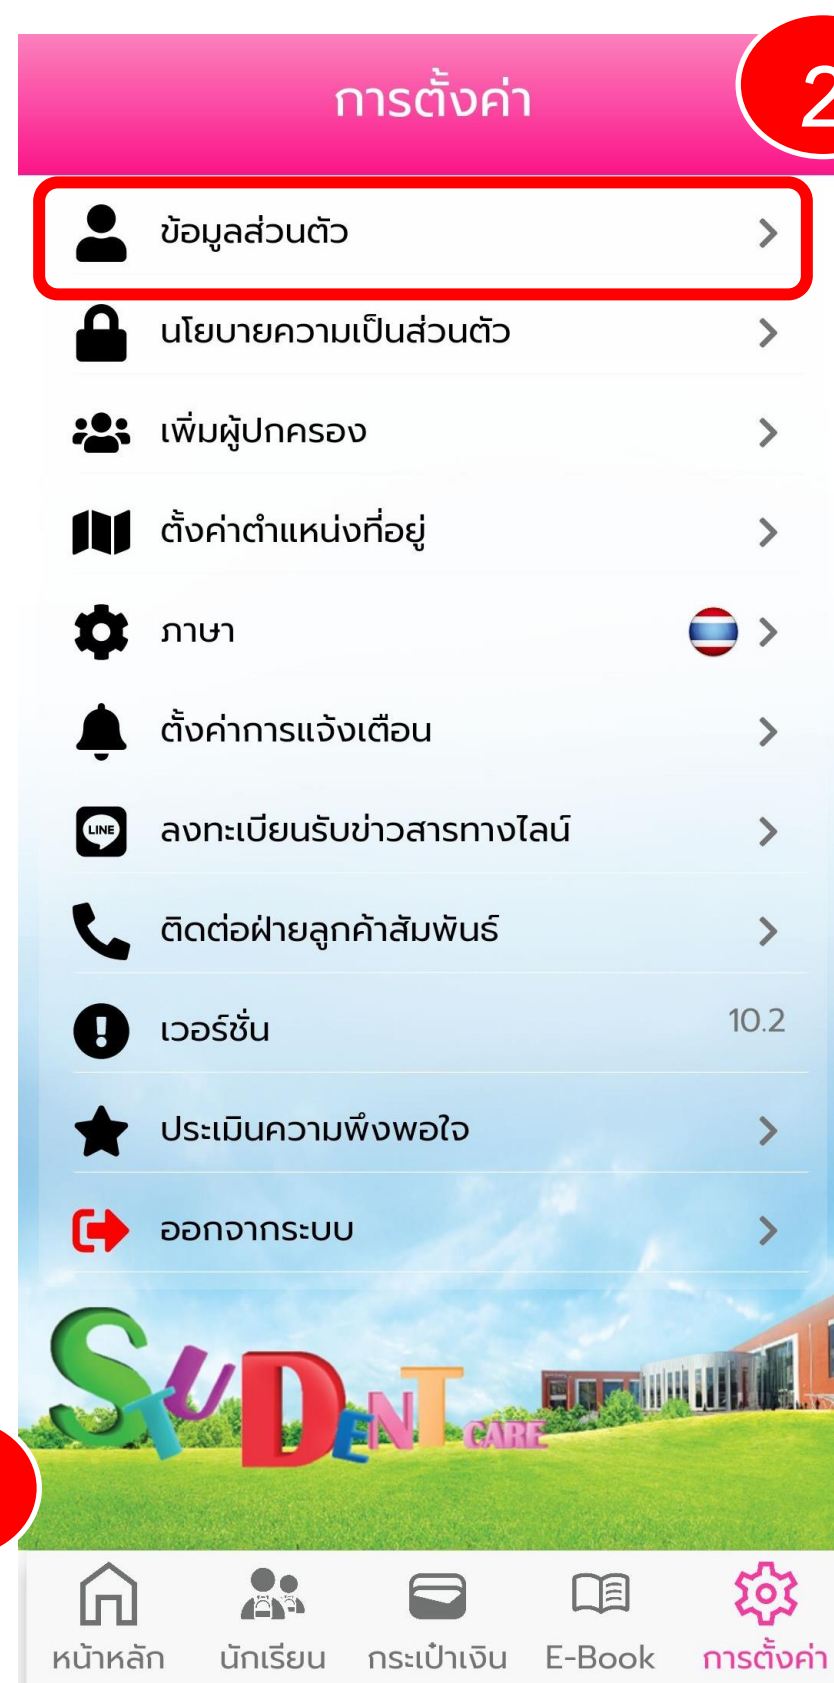 การตั้งค่า
2
ข้อมูลส่วนตัว
นโยบายความเป็นส่วนตัว
เพิ่มผู้ปกครอง
ตั้งค่าตำแหน่งที่อยู่
ภาษา
ตั้งค่าการแจ้งเตือน
LINE ลงทะเบียนรับข่าวสารทางไลน์
ติดต่อฝ่ายลูกค้าสัมพันธ์
เวอร์ชั่น 10.2
ประเมินความพึงพอใจ
ออกจากระบบ
STUDENT CARE
หน้าหลัก นักเรียน กระเป๋าเงิน E-Book การตั้งค่า